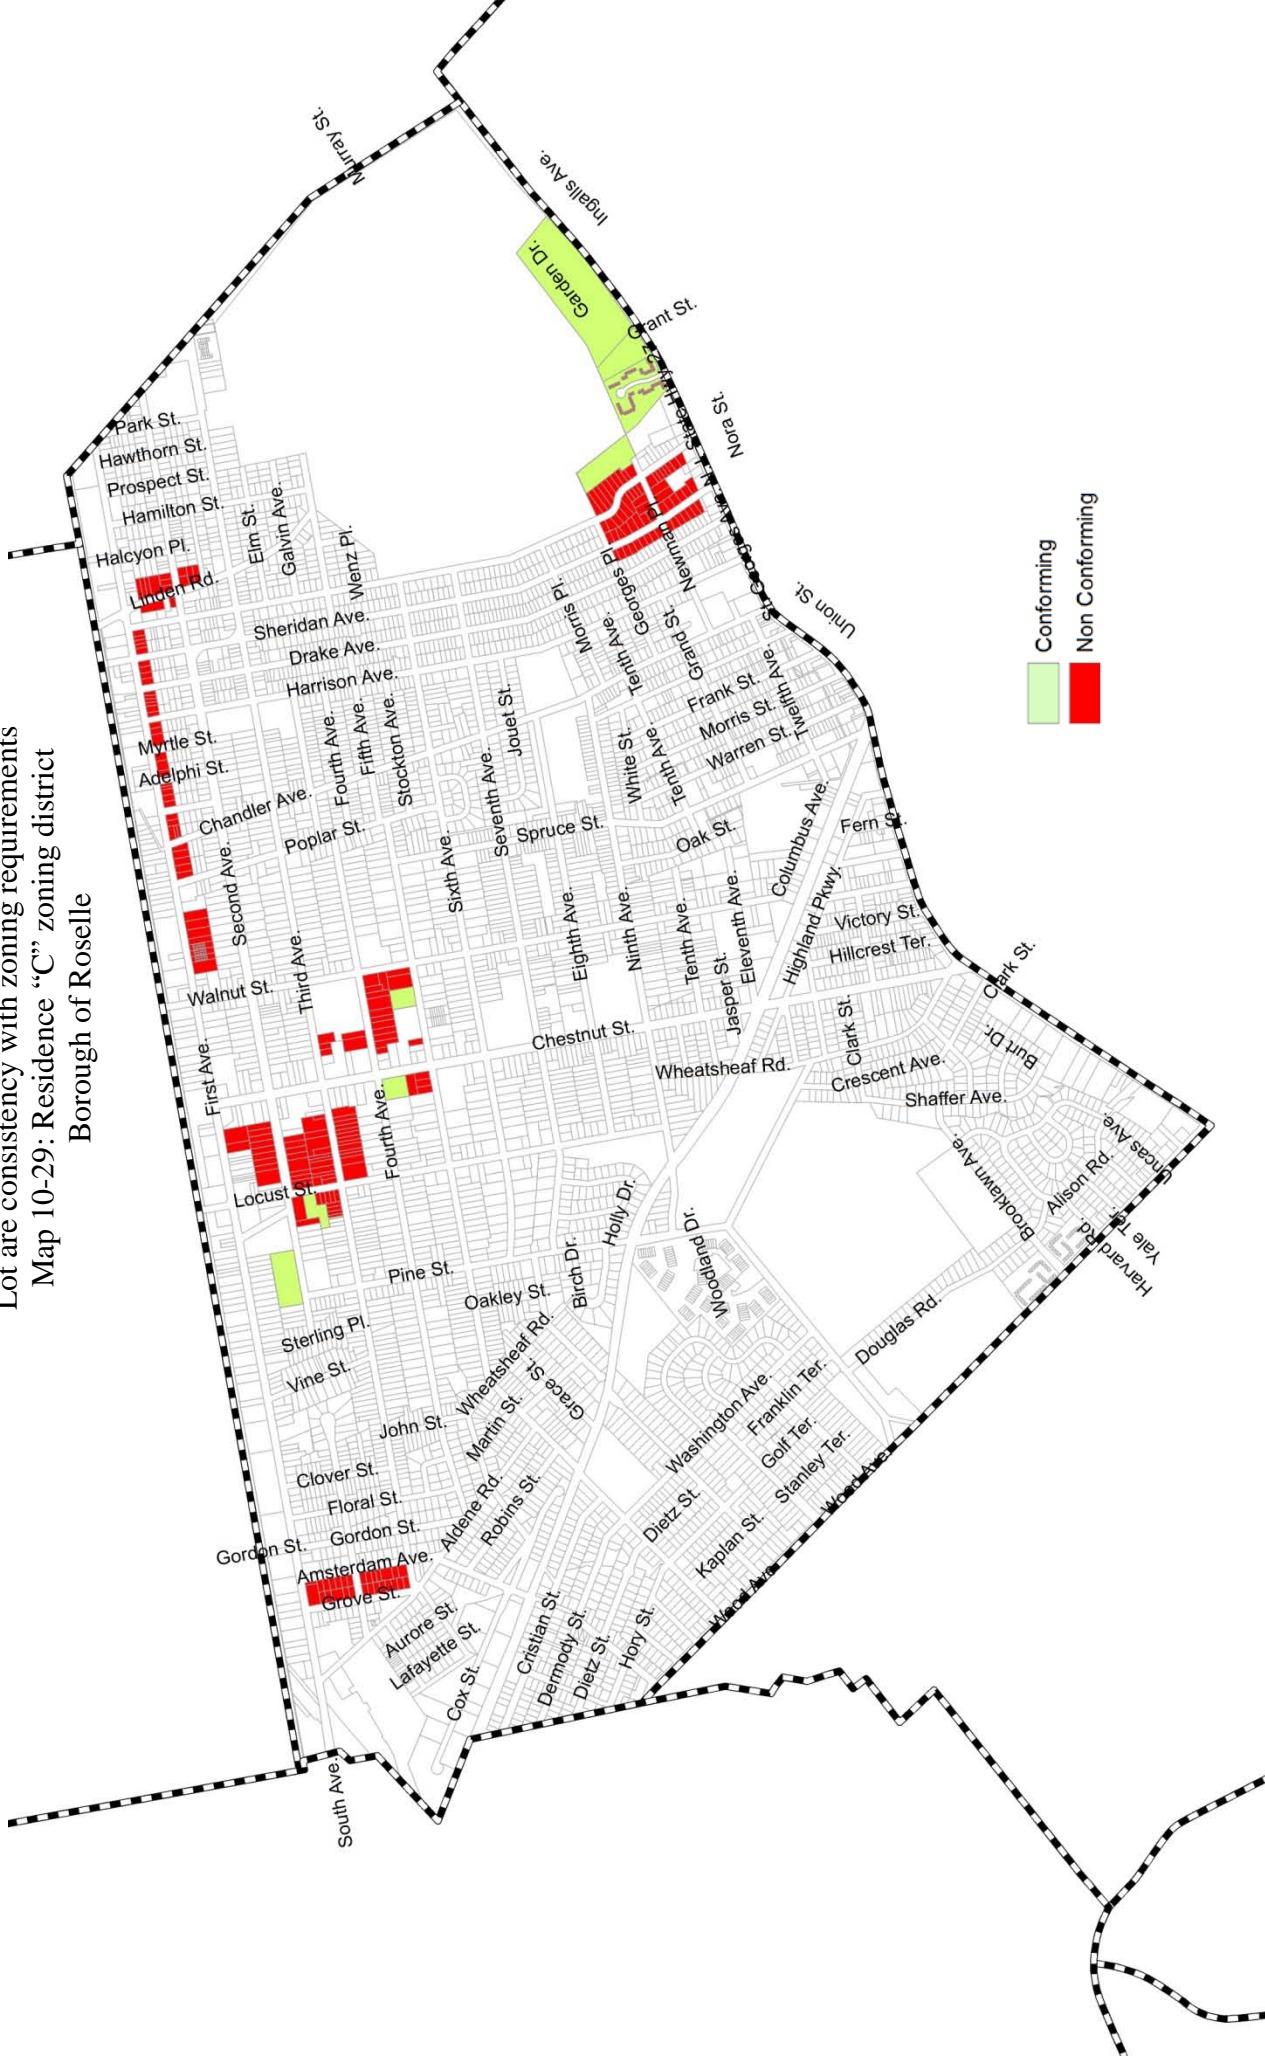 Lot are consistency with zoning requirements
Map 10-29: Residence “C” zoning district
Borough of Roselle
Murray St.
Ingalls Ave.
Garden Dr.
Grant St.
N.J. State Hwy 27
Nora St.
Park St.
Hawthorn St.
Prospect St.
Hamilton St.
Halcyon Pl.
Linden Rd.
Elm St.
Galvin Ave.
Wenz Pl.
Sheridan Ave.
Drake Ave.
Harrison Ave.
Morris Pl.
Georges Pl.
Newman Pl.
Tenth Ave.
Grand St.
St. Georges Ave.
Union St.
Myrtle St.
Adelphi St.
Chandler Ave.
Poplar St.
Fourth Ave.
Fifth Ave.
Stockton Ave.
Jouet St.
Seventh Ave.
Spruce St.
White St.
Tenth Ave.
Frank St.
Morris St.
Warren St.
Twelfth Ave.
Oak St.
Columbus Ave.
Fern St.
Second Ave.
Sixth Ave.
Eighth Ave.
Ninth Ave.
Tenth Ave.
Eleventh Ave.
Jasper St.
Highland Pkwy.
Victory St.
Hillcrest Ter.
Clark St.
Walnut St.
Third Ave.
First Ave.
Chestnut St.
Wheatsheaf Rd.
Clark St.
Crescent Ave.
Burt Dr.
Shaffer Ave.
Fourth Ave.
Locust St.
Holly Dr.
Birch Dr.
Woodland Dr.
Brooklawn Ave.
Alison Rd.
Uncas Ave.
Yale Ter.
Harvard Rd.
Pine St.
Oakley St.
Sterling Pl.
Vine St.
Wheatsheaf Rd.
Grace St.
Martin St.
John St.
Douglas Rd.
Washington Ave.
Franklin Ter.
Golf Ter.
Stanley Ter.
Wood Ave.
Clover St.
Floral St.
Gordon St.
Gordon St.
Aldene Rd.
Robins St.
Dietz St.
Kaplan St.
Wood Ave.
Amsterdam Ave.
Grove St.
Aurore St.
Lafayette St.
Cox St.
Cristian St.
Dermody St.
Dietz St.
Hory St.
South Ave.
Conforming
Non Conforming